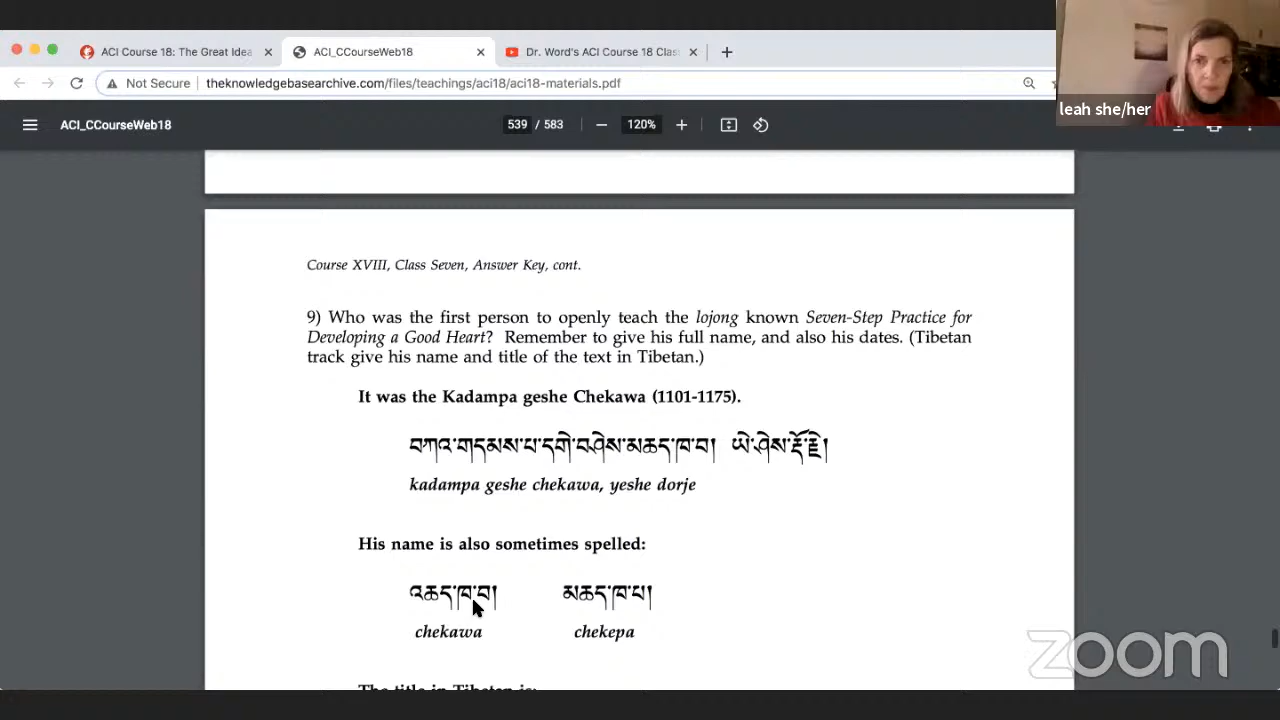 ACI Course 18: The Great Idea
ACI_CCourseWeb18
Dr. Word's ACI Course 18 Clas
Not Secure
theknowledgebasearchive.com/files/teachings/aci18/aci18-materials.pdf
leah she/her
ACI_CCourseWeb18
539 / 583
120%
Course XVIII, Class Seven, Answer Key, cont.
9) Who was the first person to openly teach the lojong known Seven-Step Practice for
Developing a Good Heart? Remember to give his full name, and also his dates. (Tibetan
track give his name and title of the text in Tibetan.)
It was the Kadampa geshe Chekawa (1101-1175).
བཀའ་གདམས་པ་དགེ་བཤེས་མཆད་ཁ་བ། ཡེ་ཤེས་རྡོ་རྗེ།
kadampa geshe chekawa, yeshe dorje
His name is also sometimes spelled:
འཆད་ཁ་བ། མཆད་ཁ་པ།
chekawa chekepa
The title in Tibetan is:
zoom